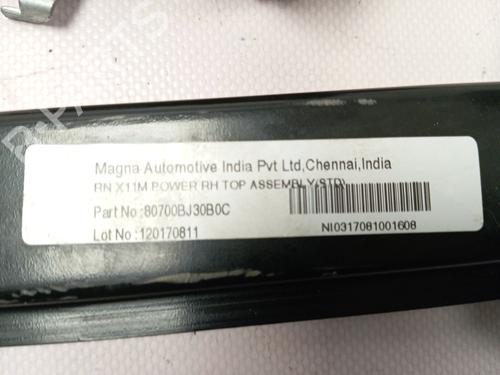 Magna Automotive India Pvt Ltd,Chennai,India
RN X11M POWER RH TOP ASSEMBLY(STD)
Part No :80700BJ30B0C
Lot No :120170811
NI0317081001608